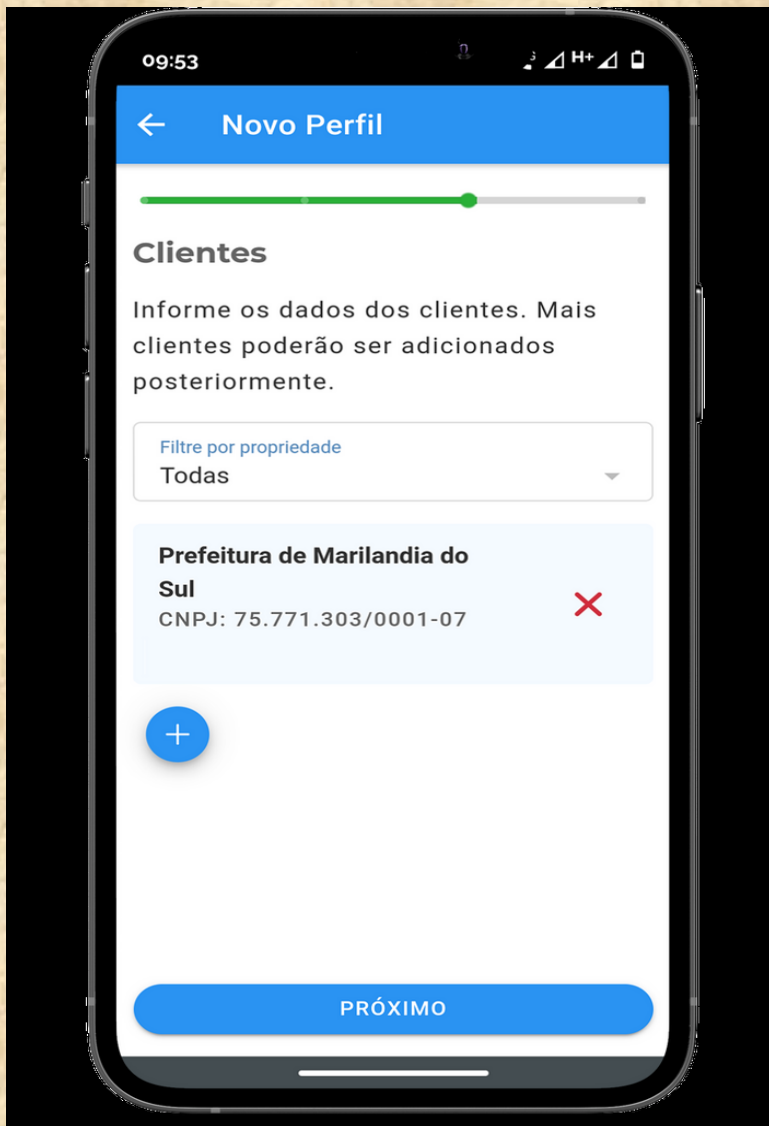 09:53
H+
Novo Perfil
Clientes
Informe os dados dos clientes. Mais
clientes poderão ser adicionados
posteriormente.
Filtre por propriedade
Todas
Prefeitura de Marilandia do
Sul
CNPJ: 75.771.303/0001-07
PRÓXIMO